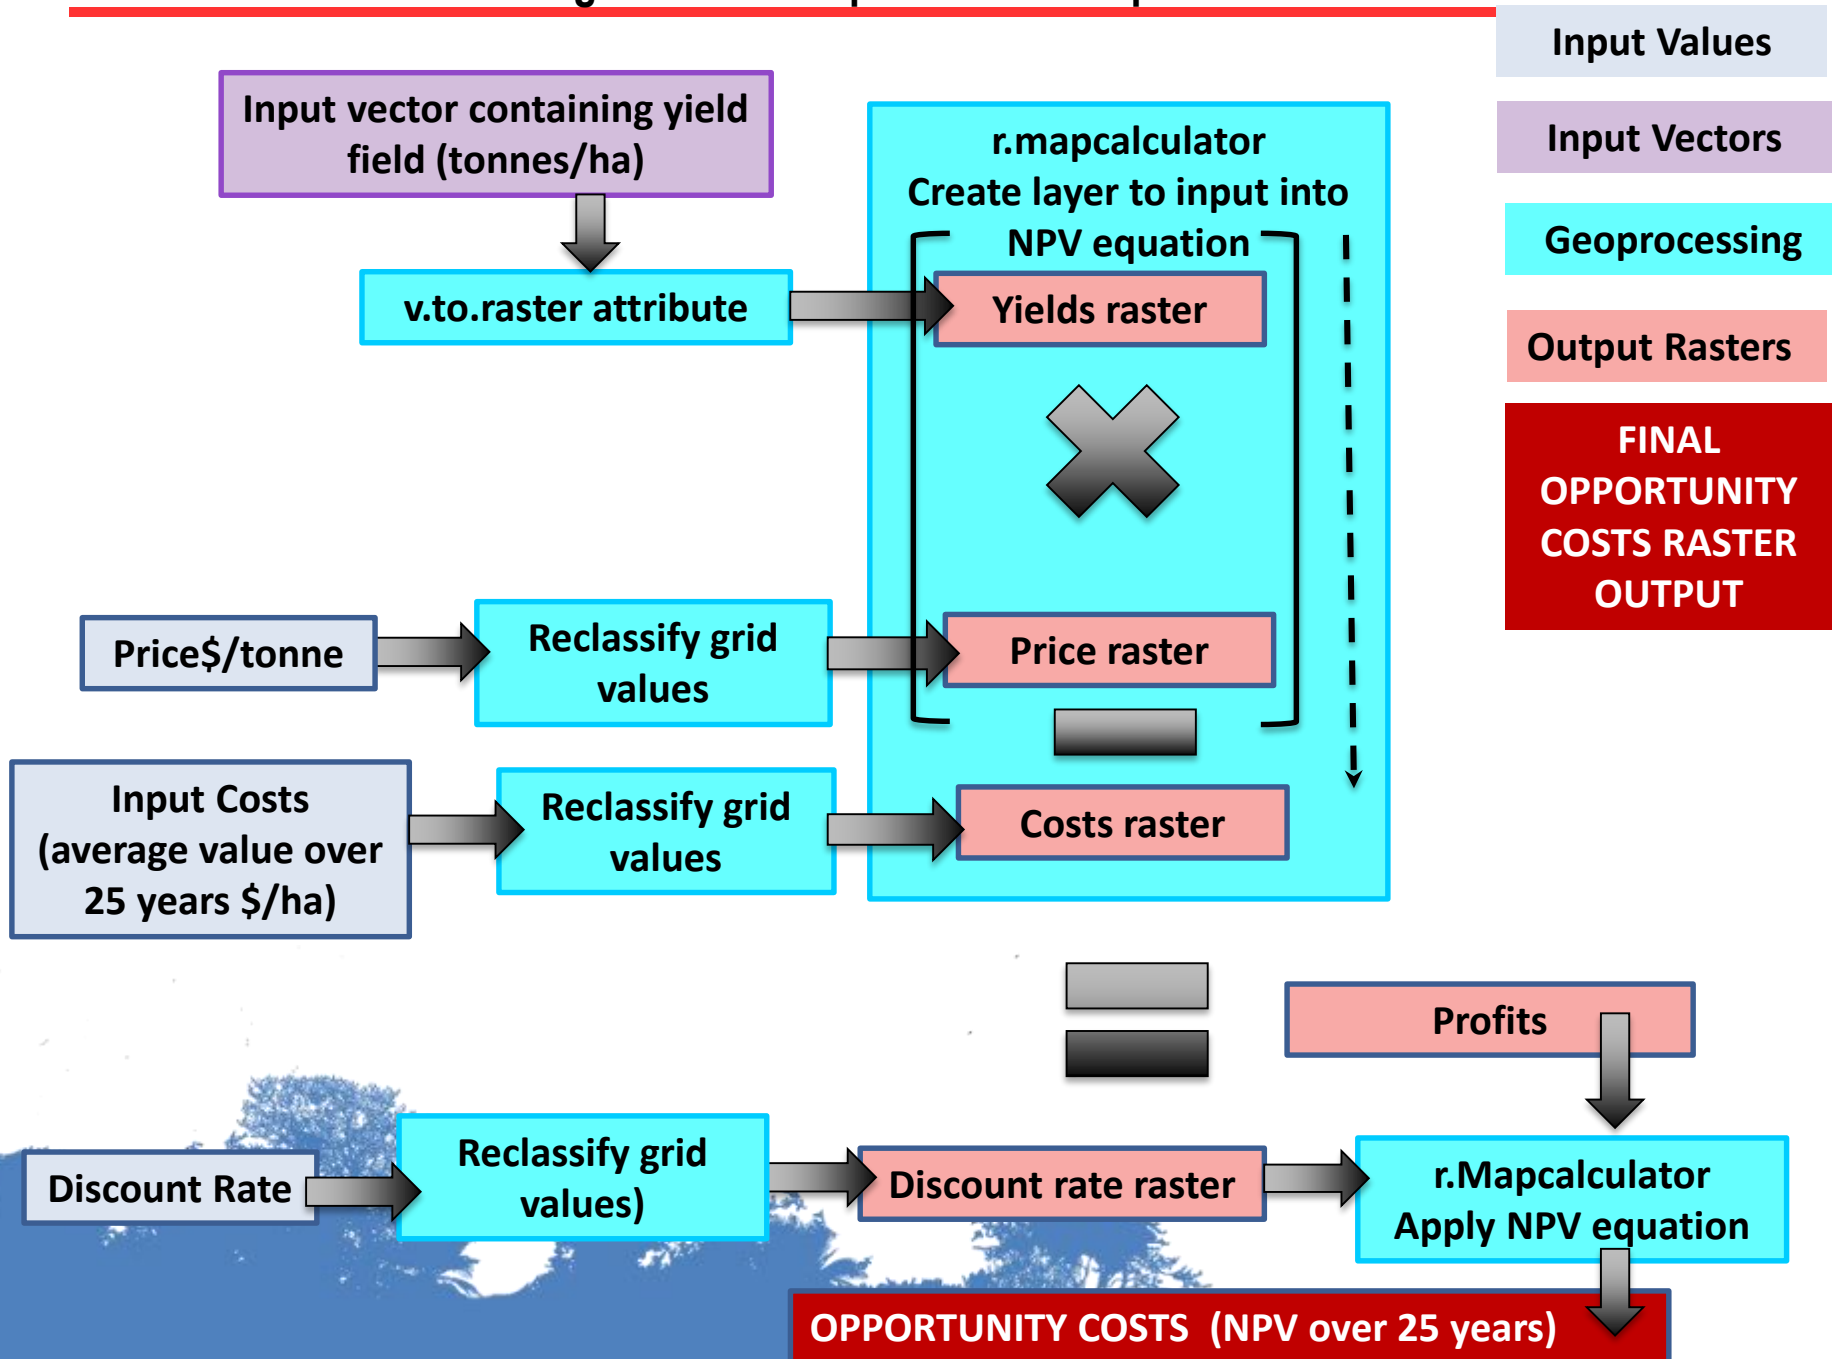 Input Values
Input vector containing yield
field (tonnes/ha)
Input Vectors
r.mapcalculator
Create layer to input into
NPV equation
Geoprocessing
v.to.raster attribute
Yields raster
Output Rasters
FINAL
OPPORTUNITY
COSTS RASTER
OUTPUT
Price$/tonne
Reclassify grid
values
Price raster
Input Costs
(average value over
25 years $/ha)
Reclassify grid
values
Costs raster
Profits
Discount Rate
Reclassify grid
values)
Discount rate raster
r.Mapcalculator
Apply NPV equation
OPPORTUNITY COSTS  (NPV over 25 years)